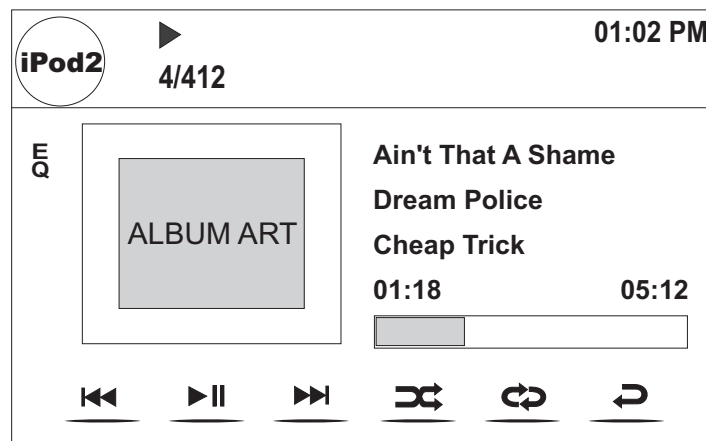 iPod2
01:02 PM
4/412
EQ
ALBUM ART
Ain't That A Shame
Dream Police
Cheap Trick
01:18 05:12